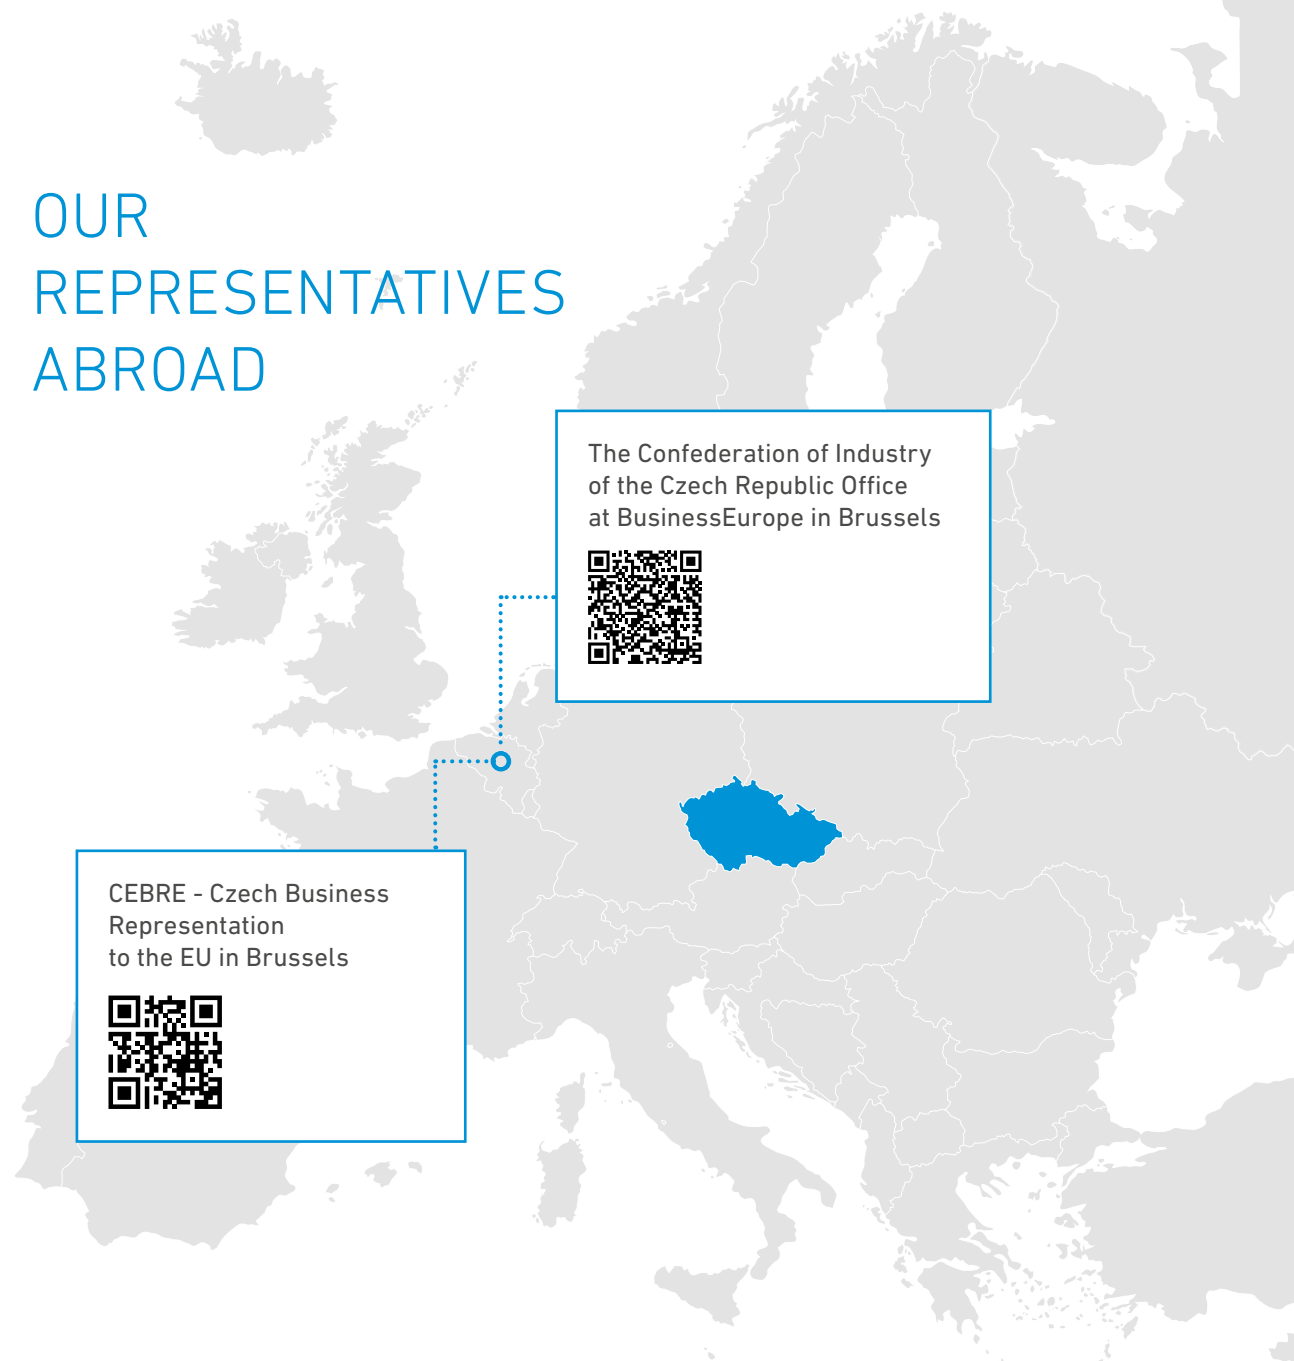 OUR
REPRESENTATIVES
ABROAD
The Confederation of Industry
of the Czech Republic Office
at BusinessEurope in Brussels
CEBRE - Czech Business
Representation
to the EU in Brussels